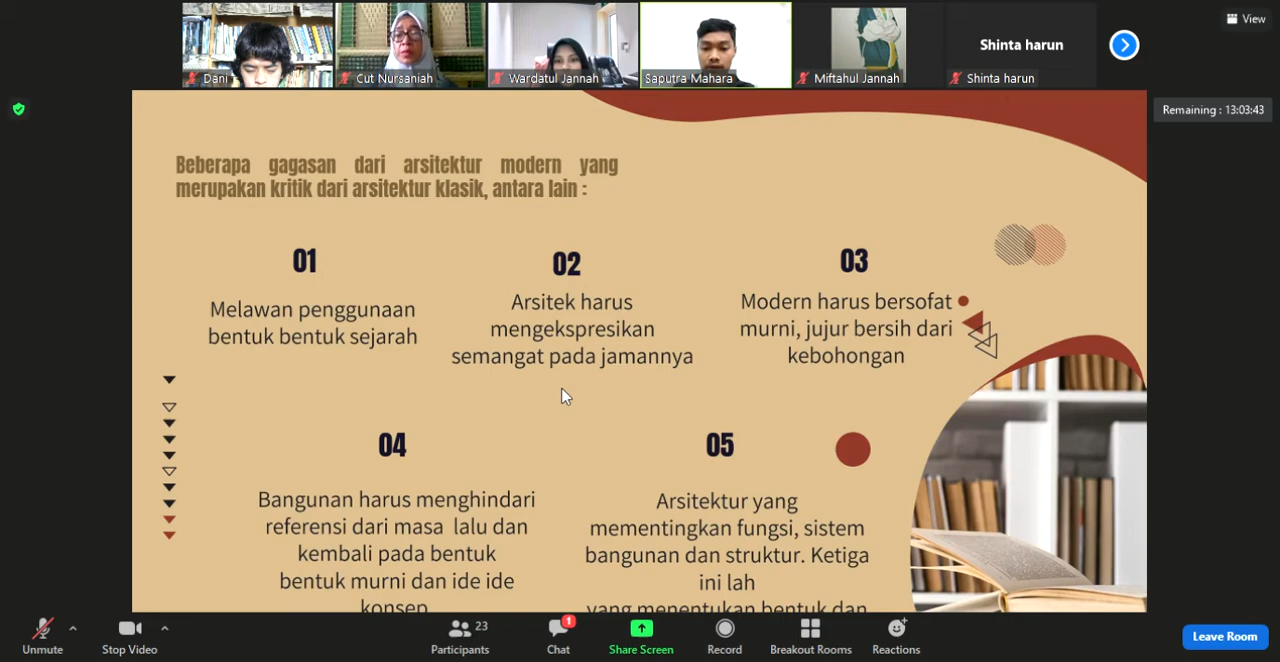 Dani
Cut Nursaniah
Wardatul Jannah
Saputra Mahara
Miftahul Jannah
Shinta harun
Shinta harun
View
Remaining : 13:03:43
Beberapa gagasan dari arsitektur modern yang
merupakan kritik dari arsitektur klasik, antara lain :
01
Melawan penggunaan
bentuk bentuk sejarah
02
Arsitek harus
mengekspresikan
semangat pada jamannya
03
Modern harus bersofat
murni, jujur bersih dari
kebohongan
04
Bangunan harus menghindari
referensi dari masa lalu dan
kembali pada bentuk
bentuk murni dan ide ide
konsep
05
Arsitektur yang
mementingkan fungsi, sistem
bangunan dan struktur. Ketiga
ini lah
yang menentukan bentuk dan
Unmute
Stop Video
Participants
23
Chat
1
Share Screen
Record
Breakout Rooms
Reactions
Leave Room